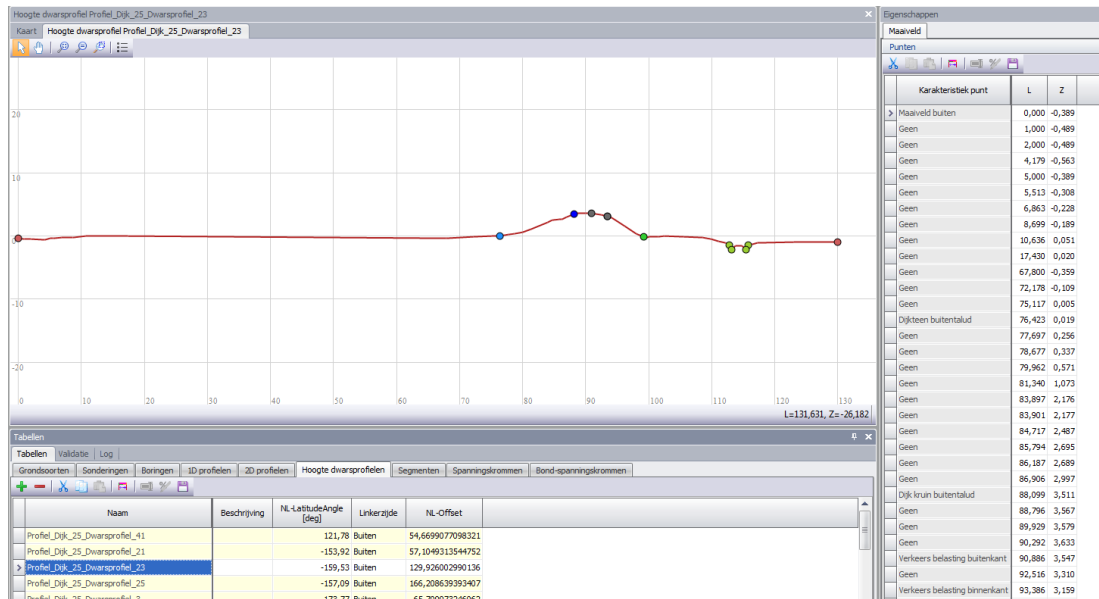 Hoogte dwarsprofiel Profiel_Dijk_25_Dwarsprofiel_23
Kaart Hoogte dwarsprofiel Profiel_Dijk_25_Dwarsprofiel_23
20
10
0
-10
-20
0 10 20 30 40 50 60 70 80 90 100 110 120 130
L=131,631, Z=-26,182
Tabellen
Tabellen Validatie Log
Grondsoorten Sonderingen Boringen 1D profielen 2D profielen Hoogte dwarsprofielen Segmenten Spanningskrommen Bond-spanningskrommen
Naam Beschrijving NL-LatitudeAngle [deg] Linkerzijde NL-Offset
Profiel_Dijk_25_Dwarsprofiel_41 121,78 Buiten 54,6699077098321
Profiel_Dijk_25_Dwarsprofiel_21 -153,92 Buiten 57,1049313544752
Profiel_Dijk_25_Dwarsprofiel_23 -159,53 Buiten 129,926002990136
Profiel_Dijk_25_Dwarsprofiel_25 -157,09 Buiten 166,208639393407
Eigenschappen
Maaiveld
Punten
Karakteristiek punt L Z
Maaiveld buiten 0,000 -0,389
Geen 1,000 -0,489
Geen 2,000 -0,489
Geen 4,179 -0,563
Geen 5,000 -0,389
Geen 5,513 -0,308
Geen 6,863 -0,228
Geen 8,699 -0,189
Geen 10,636 0,051
Geen 17,430 0,020
Geen 67,800 -0,359
Geen 72,178 -0,109
Geen 75,117 0,005
Dijkteen buitentalud 76,423 0,019
Geen 77,697 0,256
Geen 78,677 0,337
Geen 79,962 0,571
Geen 81,340 1,073
Geen 83,897 2,176
Geen 83,901 2,177
Geen 84,717 2,487
Geen 85,794 2,695
Geen 86,187 2,689
Geen 86,906 2,997
Dijk kruin buitentalud 88,099 3,511
Geen 88,796 3,567
Geen 89,929 3,579
Geen 90,292 3,633
Verkeers belasting buitenkant 90,886 3,547
Geen 92,516 3,310
Verkeers belasting binnenkant 93,386 3,159